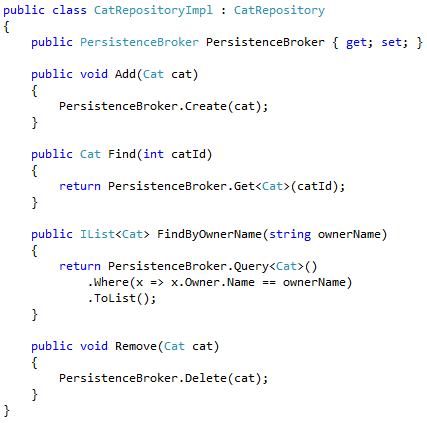 public class CatRepositoryImpl : CatRepository
{
    public PersistenceBroker PersistenceBroker { get; set; }

    public void Add(Cat cat)
    {
        PersistenceBroker.Create(cat);
    }

    public Cat Find(int catId)
    {
        return PersistenceBroker.Get<Cat>(catId);
    }

    public IList<Cat> FindByOwnerName(string ownerName)
    {
        return PersistenceBroker.Query<Cat>()
            .Where(x => x.Owner.Name == ownerName)
            .ToList();
    }

    public void Remove(Cat cat)
    {
        PersistenceBroker.Delete(cat);
    }
}